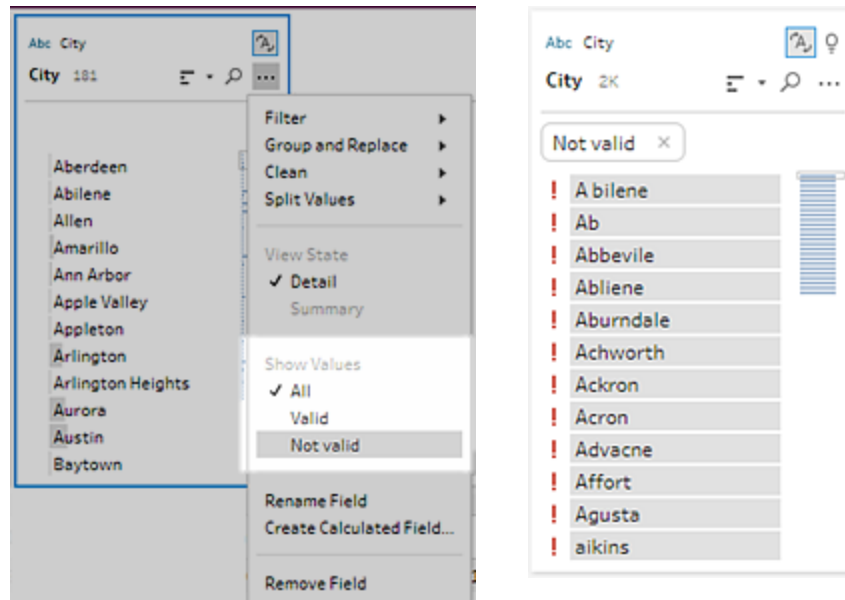 Abc City
City 181
Aberdeen
Abilene
Allen
Amarillo
Ann Arbor
Apple Valley
Appleton
Arlington
Arlington Heights
Aurora
Austin
Baytown
Filter
Group and Replace
Clean
Split Values
View State
✓ Detail
Summary
Show Values
✓ All
Valid
Not valid
Rename Field
Create Calculated Field...
Remove Field
Abc City
City 2K
Not valid ×
! A bilene
! Ab
! Abbevile
! Abliene
! Aburndale
! Achworth
! Ackron
! Acron
! Advacne
! Affort
! Agusta
! aikins